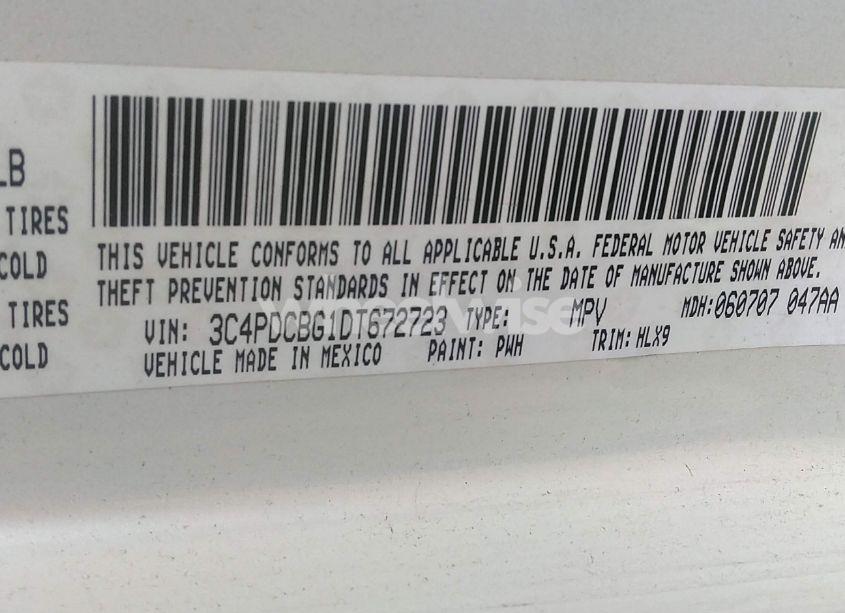 LB
TIRES
COLD
TIRES
COLD
THIS VEHICLE CONFORMS TO ALL APPLICABLE U.S.A. FEDERAL MOTOR VEHICLE SAFETY AN
THEFT PREVENTION STANDARDS IN EFFECT ON THE DATE OF MANUFACTURE SHOWN ABOVE.
VIN: 3C4PDCBG1DT672723 TYPE: MPV MDH:060707 047AA
VEHICLE MADE IN MEXICO PAINT: PWH TRIM: HLX9
wheelwise